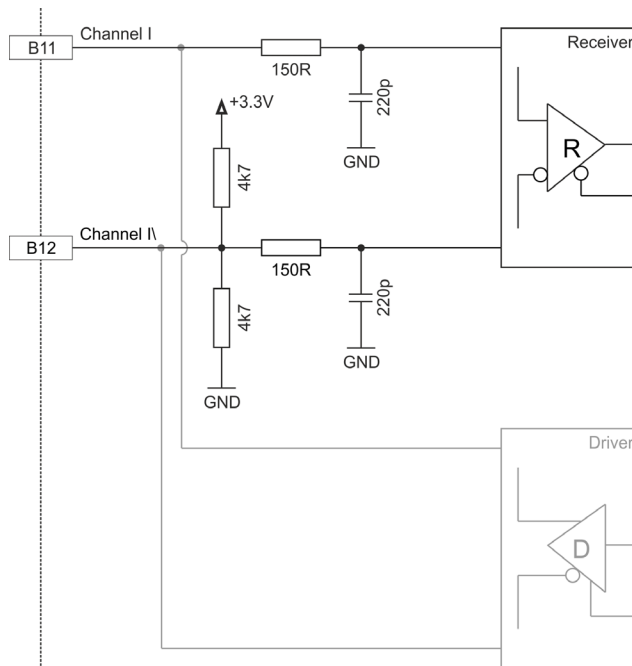 Channel I
B11
Receiver
150R
220p
+3.3V
GND
R
4k7
Channel I\
B12
150R
220p
4k7
GND
GND
Driver
D